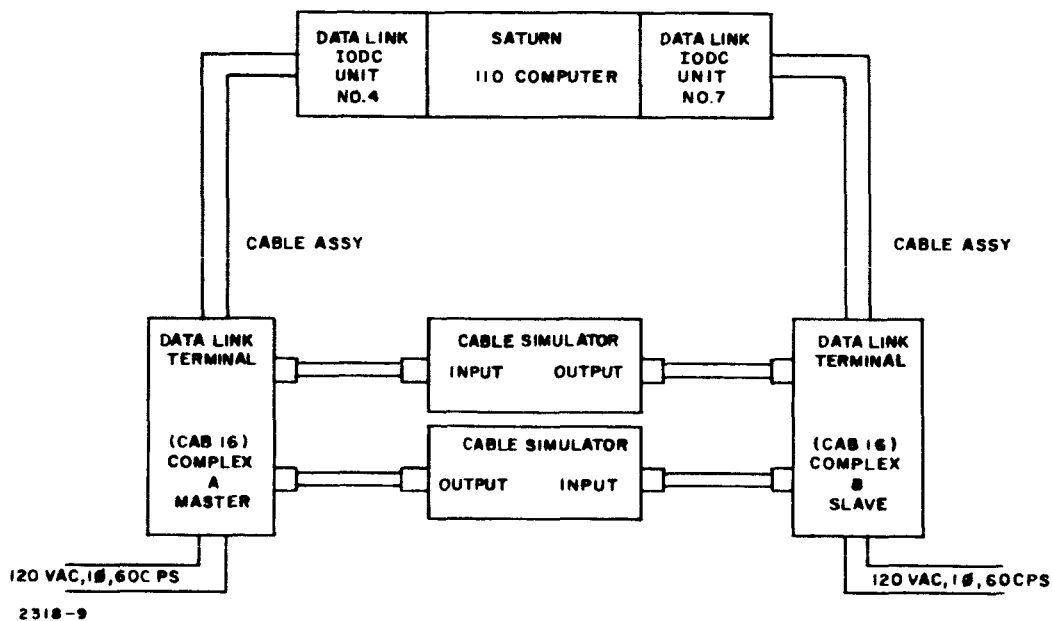 DATA LINK
IODC
UNIT
NO.4
SATURN
110 COMPUTER
DATA LINK
IODC
UNIT
NO.7
CABLE ASSY
CABLE ASSY
DATA LINK
TERMINAL
(CAB 16)
COMPLEX
A
MASTER
CABLE SIMULATOR
INPUT OUTPUT
CABLE SIMULATOR
OUTPUT INPUT
DATA LINK
TERMINAL
(CAB 16)
COMPLEX
B
SLAVE
120 VAC,1Ø,60CPS
120 VAC,1Ø,60CPS
2318-9